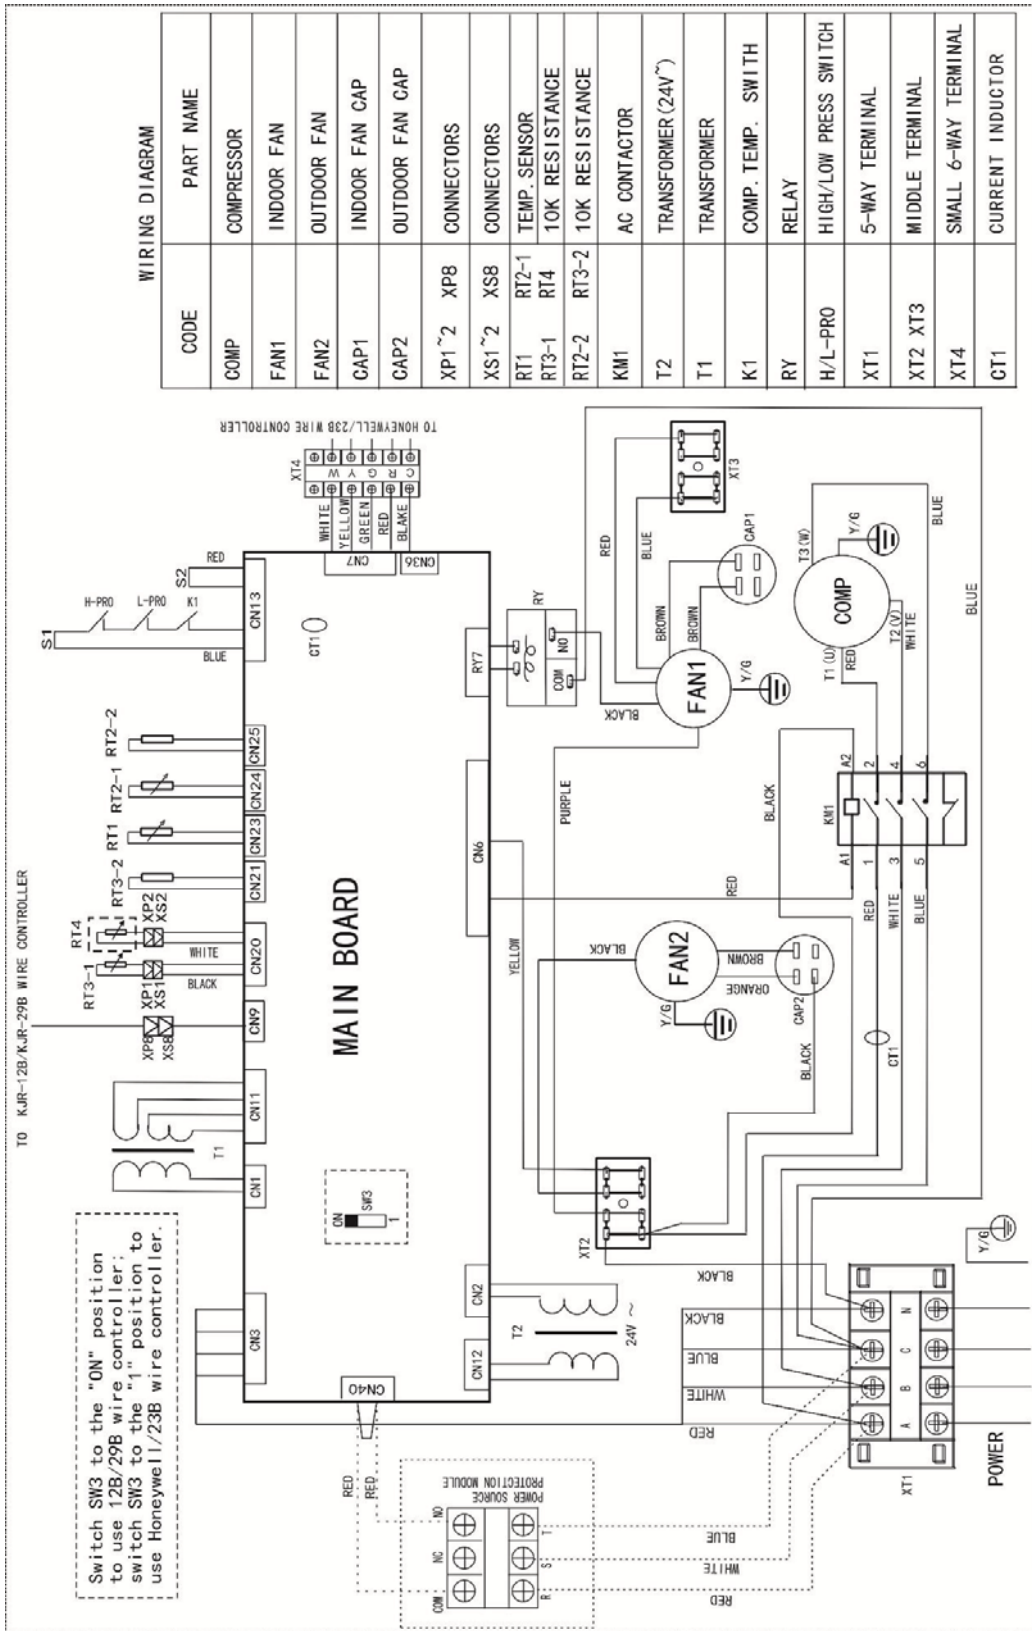 WIRING DIAGRAM
CODE PART NAME
COMP COMPRESSOR
FAN1 INDOOR FAN
FAN2 OUTDOOR FAN
CAP1 INDOOR FAN CAP
CAP2 OUTDOOR FAN CAP
XP1~2 XP8 CONNECTORS
XS1~2 XS8 CONNECTORS
RT1 RT2-1 TEMP. SENSOR
RT3-1 RT4 10K RESISTANCE
RT2-2 RT3-2 10K RESISTANCE
KM1 AC CONTACTOR
T2 TRANSFORMER(24V~)
T1 TRANSFORMER
K1 COMP. TEMP. SWITH
RY RELAY
H/L-PRO HIGH/LOW PRESS SWITCH
XT1 5-WAY TERMINAL
XT2 XT3 MIDDLE TERMINAL
XT4 SMALL 6-WAY TERMINAL
CT1 CURRENT INDUCTOR
Switch SW3 to the "ON" position
to use 12B/29B wire controller;
switch SW3 to the "1" position to
use Honeywell/23B wire controller.
TO KJR-12B/KJR-29B WIRE CONTROLLER
T1
XP8
XS8
RT3-1
RT4
XP1
XS1
XP2
XS2
BLACK
WHITE
RT3-2
RT1
RT2-1
RT2-2
S1
H-PRO
L-PRO
K1
BLUE
S2
RED
CN3
CN1
CN11
CN9
CN20
CN21
CN23
CN24
CN25
CN13
MAIN BOARD
ON
SW3
1
CT1
CN40
CN12
CN2
CN6
RY7
CN7
CN36
WHITE
YELLOW
GREEN
RED
BLAKE
XT4
W
Y
G
R
C
TO HONEYWELL/23B WIRE CONTROLLER
RED
RED
POWER SOURCE
PROTECTION MODULE
COM
NC
NO
R
S
T
RED
WHITE
BLUE
T2
24V ~
YELLOW
PURPLE
RED
RY
COM
NO
BLACK
RED
BLUE
BROWN
BROWN
FAN1
Y/G
CAP1
XT3
XT2
BLACK
BLACK
FAN2
Y/G
ORANGE
BROWN
CAP2
BLACK
BLACK
COMP
T1(U)
RED
T2(V)
WHITE
T3(W)
Y/G
BLUE
BLUE
KM1
A1
A2
1
2
3
4
5
6
RED
WHITE
BLUE
CT1
RED
WHITE
BLUE
BLACK
XT1
A
B
C
N
POWER
Y/G